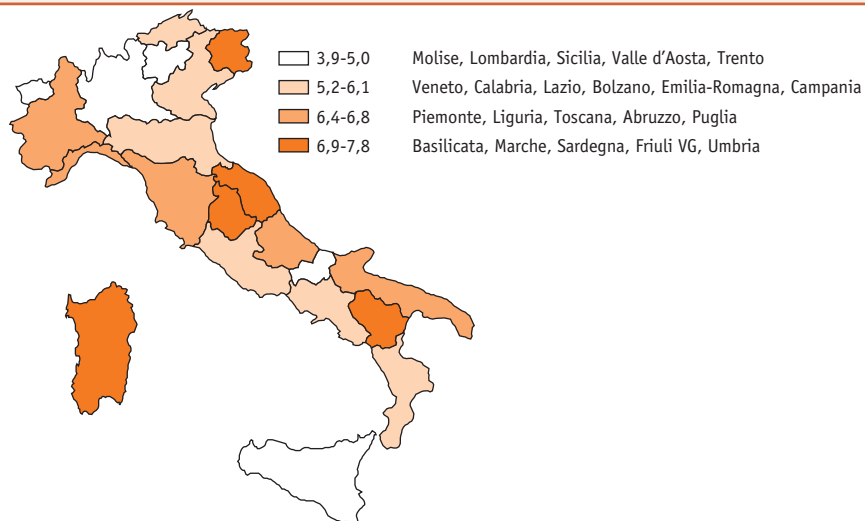 3,9-5,0 Molise, Lombardia, Sicilia, Valle d'Aosta, Trento
5,2-6,1 Veneto, Calabria, Lazio, Bolzano, Emilia-Romagna, Campania
6,4-6,8 Piemonte, Liguria, Toscana, Abruzzo, Puglia
6,9-7,8 Basilicata, Marche, Sardegna, Friuli VG, Umbria